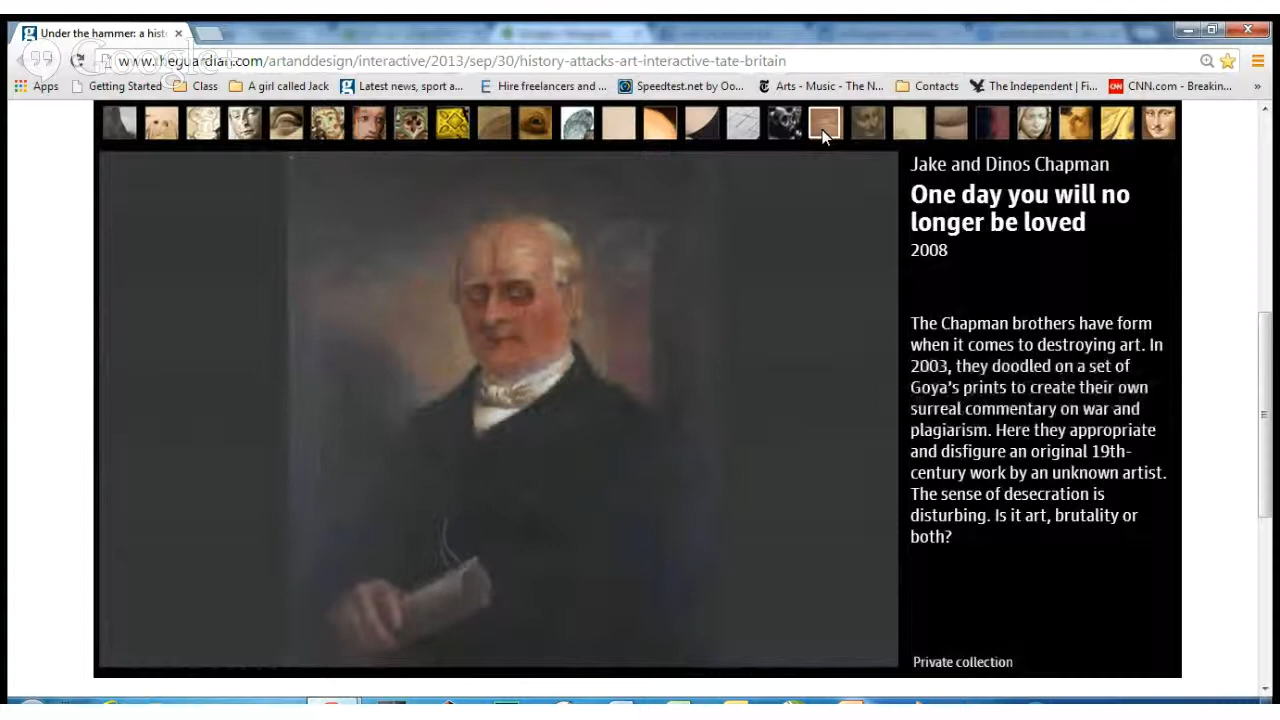 Under the hammer: a hist
Google+
www.theguardian.com/artanddesign/interactive/2013/sep/30/history-attacks-art-interactive-tate-britain
Apps Getting Started Class A girl called Jack Latest news, sport a... Hire freelancers and ... Speedtest.net by Oo... Arts - Music - The N... Contacts The Independent | Fi... CNN.com - Breakin... »
Jake and Dinos Chapman
One day you will no
longer be loved
2008
The Chapman brothers have form
when it comes to destroying art. In
2003, they doodled on a set of
Goya's prints to create their own
surreal commentary on war and
plagiarism. Here they appropriate
and disfigure an original 19th-
century work by an unknown artist.
The sense of desecration is
disturbing. Is it art, brutality or
both?
Private collection